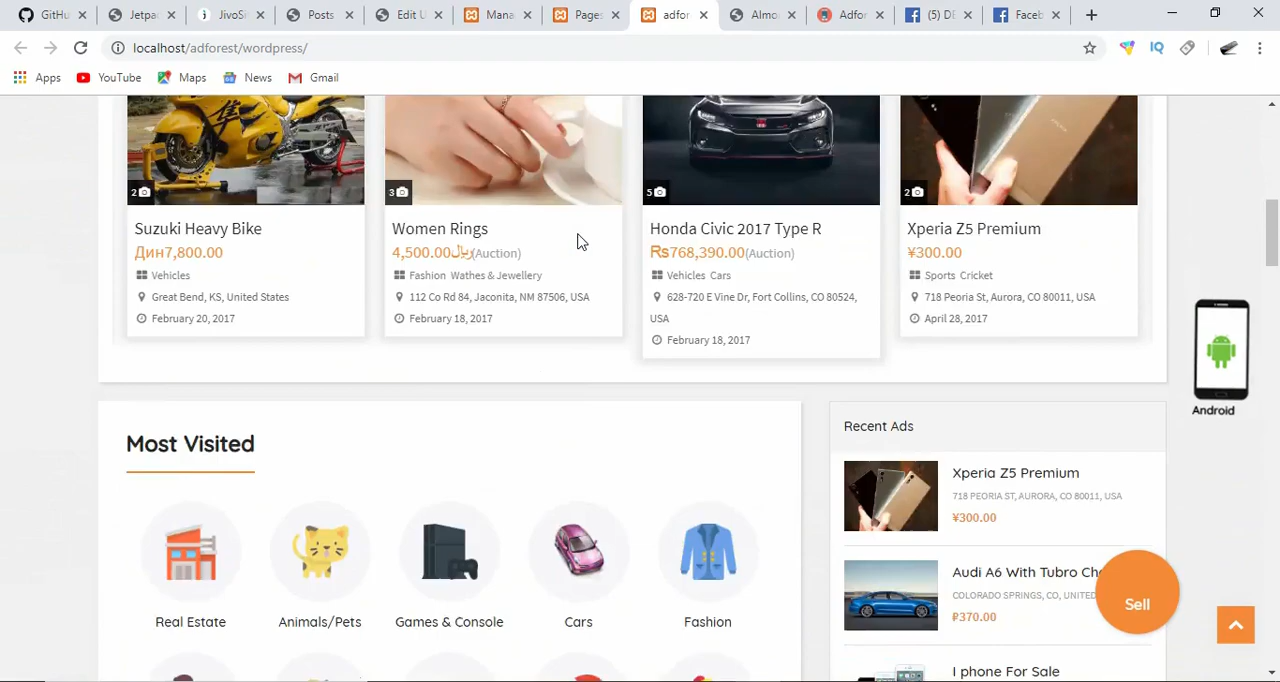 GitHu
Jetpa
JivoSi
Posts
Edit U
Mana
Pages
adfor
Almo
Adfor
(5) DE
Faceb
localhost/adforest/wordpress/
IQ
Apps YouTube Maps News Gmail
2
3
5
2
Suzuki Heavy Bike
Дин7,800.00
Vehicles
Great Bend, KS, United States
February 20, 2017
Women Rings
4,500.00﷼(Auction)
Fashion Wathes & Jewellery
112 Co Rd 84, Jaconita, NM 87506, USA
February 18, 2017
Honda Civic 2017 Type R
₨768,390.00(Auction)
Vehicles Cars
628-720 E Vine Dr, Fort Collins, CO 80524,
USA
February 18, 2017
Xperia Z5 Premium
¥300.00
Sports Cricket
718 Peoria St, Aurora, CO 80011, USA
April 28, 2017
Android
Most Visited
Real Estate
Animals/Pets
Games & Console
Cars
Fashion
Recent Ads
Xperia Z5 Premium
718 PEORIA ST, AURORA, CO 80011, USA
¥300.00
Audi A6 With Tubro Cha
COLORADO SPRINGS, CO, UNITED
₽370.00
Sell
I phone For Sale